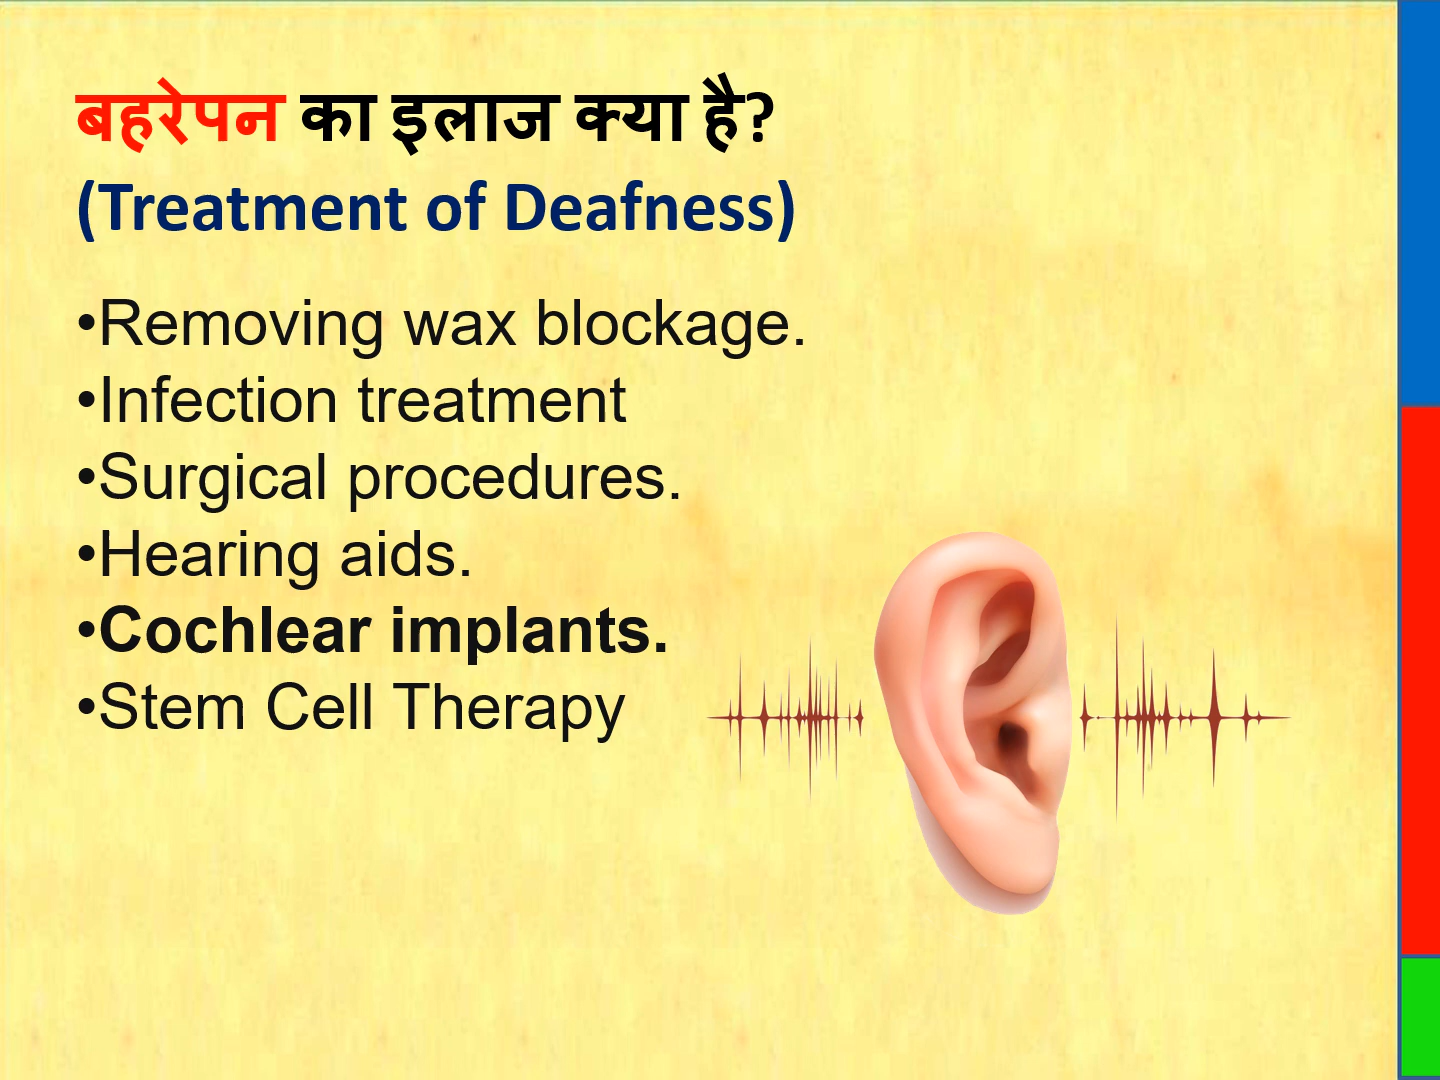 बहरेपन का इलाज क्या है?
(Treatment of Deafness)
•Removing wax blockage.
•Infection treatment
•Surgical procedures.
•Hearing aids.
•Cochlear implants.
•Stem Cell Therapy